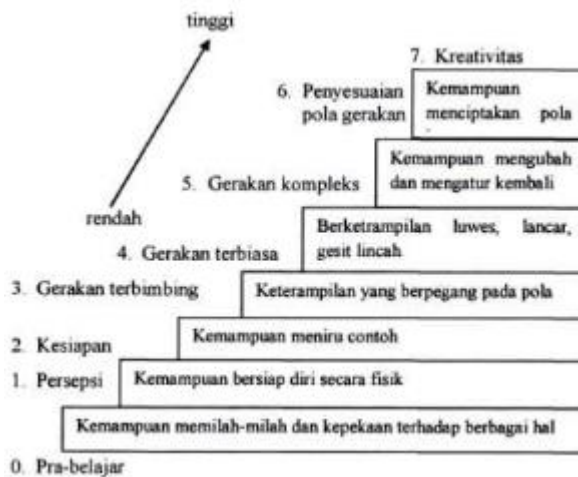 tinggi
7. Kreativitas
6. Penyesuaian
pola gerakan
Kemampuan
menciptakan pola
5. Gerakan kompleks
Kemampuan mengubah
dan mengatur kembali
rendah
4. Gerakan terbiasa
Berketrampilan luwes, lancar,
gesit lincah
3. Gerakan terbimbing
Keterampilan yang berpegang pada pola
2. Kesiapan
Kemampuan meniru contoh
1. Persepsi
Kemampuan bersiap diri secara fisik
Kemampuan memilah-milah dan kepekaan terhadap berbagai hal
0. Pra-belajar